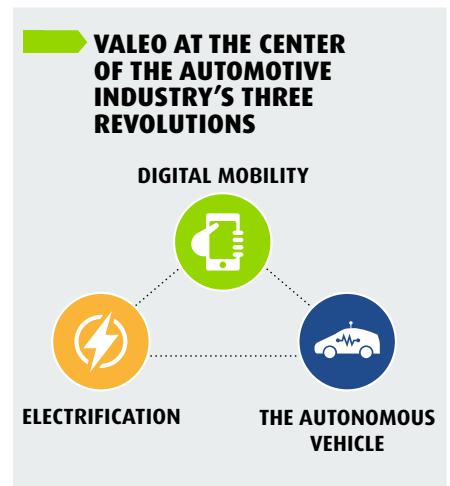 VALEO AT THE CENTER
OF THE AUTOMOTIVE
INDUSTRY'S THREE
REVOLUTIONS
DIGITAL MOBILITY
ELECTRIFICATION
THE AUTONOMOUS
VEHICLE